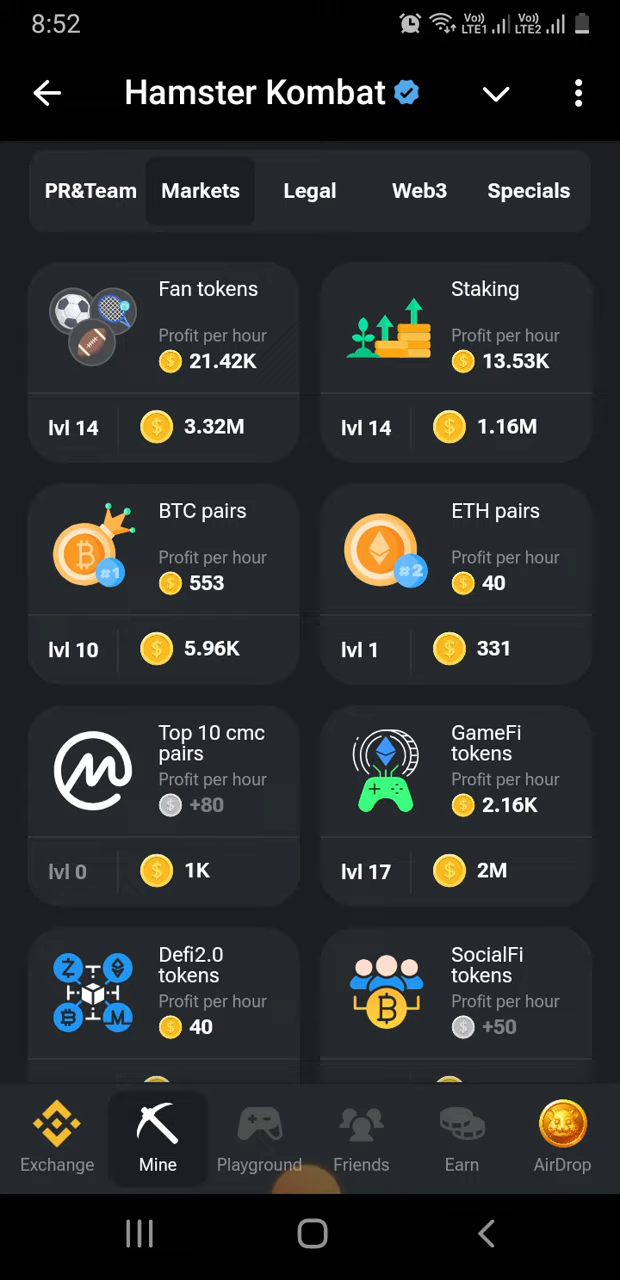 8:52
Vo)) LTE1
Vo)) LTE2
Hamster Kombat
PR&Team
Markets
Legal
Web3
Specials
Fan tokens
Profit per hour
21.42K
lvl 14
3.32M
Staking
Profit per hour
13.53K
lvl 14
1.16M
BTC pairs
#1
Profit per hour
553
lvl 10
5.96K
ETH pairs
#2
Profit per hour
40
lvl 1
331
Top 10 cmc
pairs
Profit per hour
+80
lvl 0
1K
GameFi
tokens
Profit per hour
2.16K
lvl 17
2M
Defi2.0
tokens
Profit per hour
40
SocialFi
tokens
Profit per hour
+50
Exchange
Mine
Playground
Friends
Earn
AirDrop